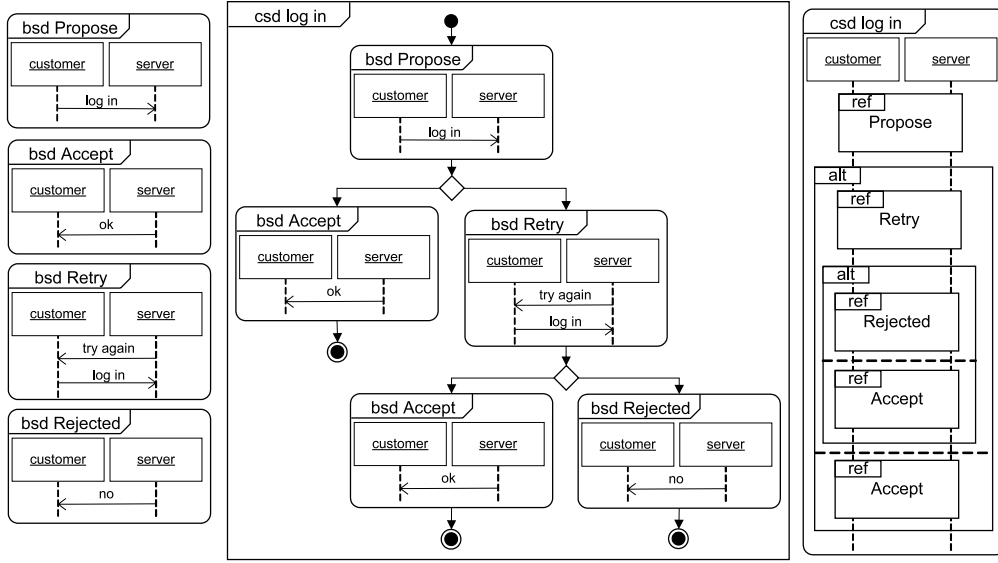 bsd Propose
customer server
log in
bsd Accept
customer server
ok
bsd Retry
customer server
try again
log in
bsd Rejected
customer server
no
csd log in
bsd Propose
customer server
log in
bsd Accept
customer server
ok
bsd Retry
customer server
try again
log in
bsd Accept
customer server
ok
bsd Rejected
customer server
no
csd log in
customer server
ref
Propose
alt
ref
Retry
alt
ref
Rejected
ref
Accept
ref
Accept